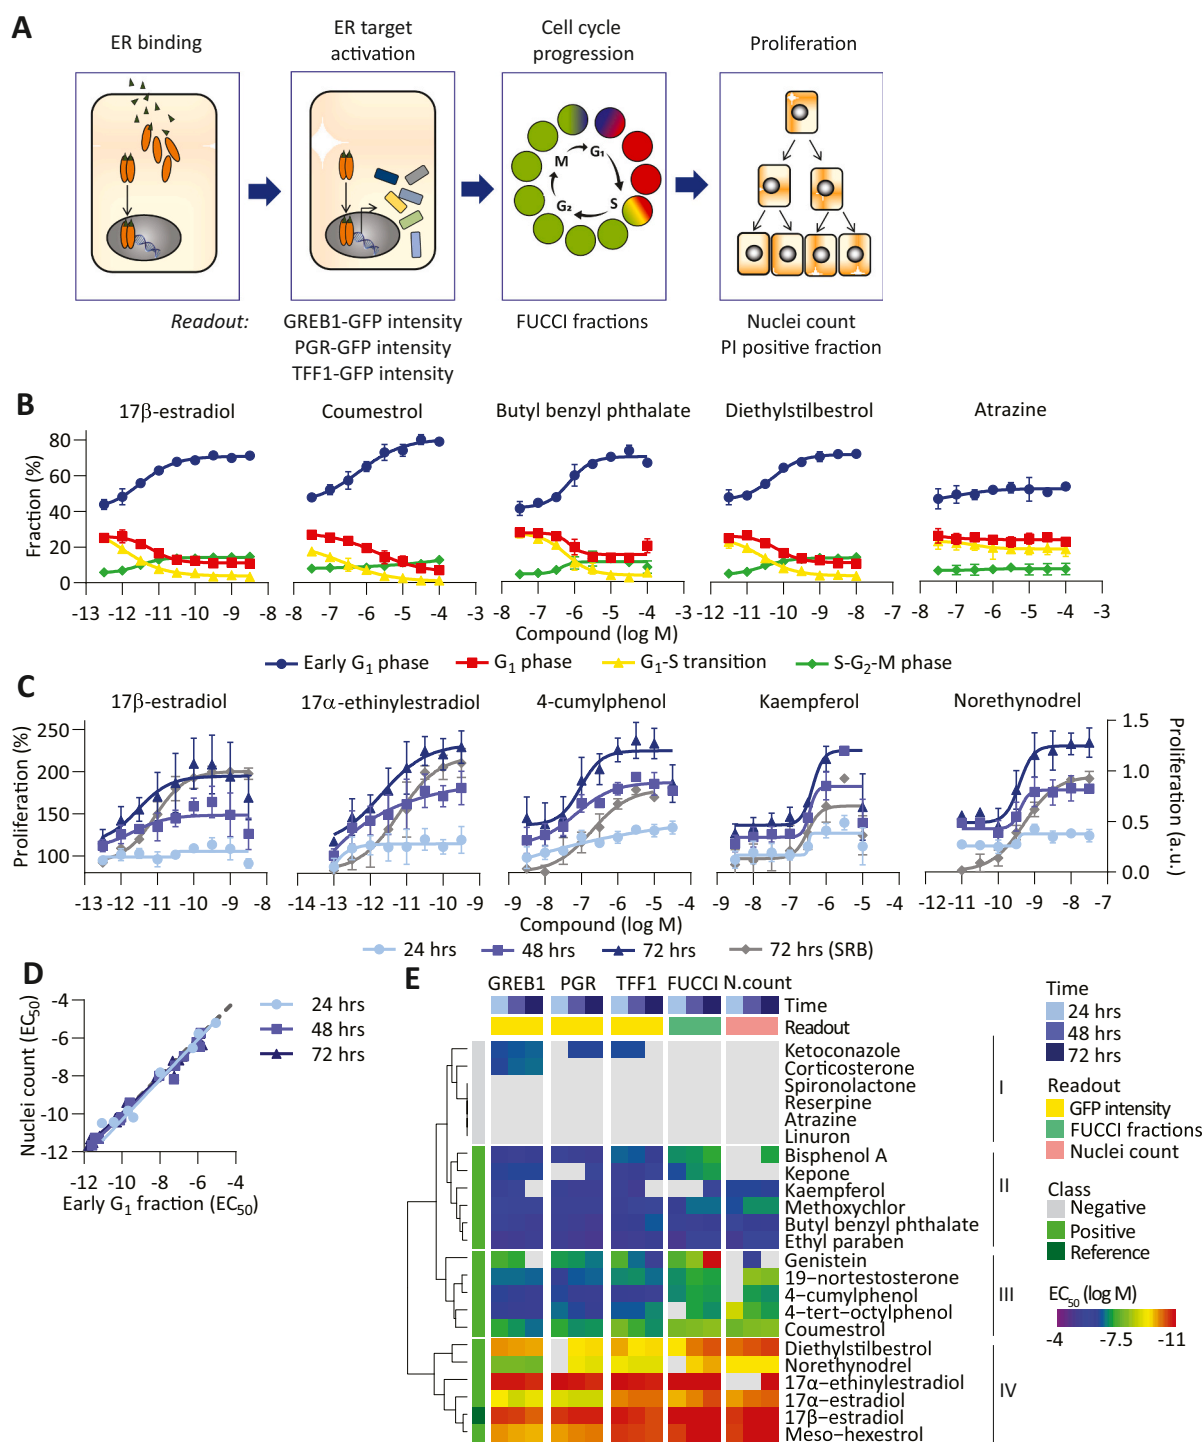 A
ER binding
ER target
activation
Cell cycle
progression
Proliferation
M
G₁
S
G₂
Readout:
GREB1-GFP intensity
PGR-GFP intensity
TFF1-GFP intensity
FUCCI fractions
Nuclei count
PI positive fraction
B
17β-estradiol
Coumestrol
Butyl benzyl phthalate
Diethylstilbestrol
Atrazine
Fraction (%)
80
60
40
20
0
-13 -12 -11 -10 -9 -8
-8 -7 -6 -5 -4 -3
-8 -7 -6 -5 -4 -3
-12 -11 -10 -9 -8 -7
-8 -7 -6 -5 -4 -3
Compound (log M)
Early G₁ phase
G₁ phase
G₁-S transition
S-G₂-M phase
C
17β-estradiol
17α-ethinylestradiol
4-cumylphenol
Kaempferol
Norethynodrel
Proliferation (%)
250
200
150
100
1.5
1.0
0.5
0.0
Proliferation (a.u.)
-13 -12 -11 -10 -9 -8
-14 -13 -12 -11 -10 -9
-9 -8 -7 -6 -5 -4
-9 -8 -7 -6 -5 -4
-12 -11 -10 -9 -8 -7
Compound (log M)
24 hrs
48 hrs
72 hrs
72 hrs (SRB)
D
Nuclei count (EC₅₀)
-4
-6
-8
-10
-12
-12 -10 -8 -6 -4
Early G₁ fraction (EC₅₀)
24 hrs
48 hrs
72 hrs
E
GREB1 PGR TFF1 FUCCI N.count
Time
Readout
Ketoconazole
Corticosterone
Spironolactone
Reserpine
Atrazine
Linuron
I
Bisphenol A
Kepone
Kaempferol
Methoxychlor
Butyl benzyl phthalate
Ethyl paraben
II
Genistein
19−nortestosterone
4−cumylphenol
4−tert−octylphenol
Coumestrol
III
Diethylstilbestrol
Norethynodrel
17α−ethinylestradiol
17α−estradiol
17β−estradiol
Meso−hexestrol
IV
Time
24 hrs
48 hrs
72 hrs
Readout
GFP intensity
FUCCI fractions
Nuclei count
Class
Negative
Positive
Reference
EC₅₀ (log M)
-4 -7.5 -11